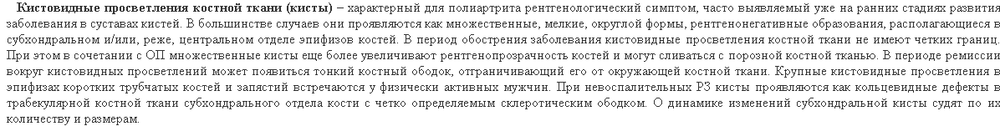 Кистовидные просветления костной ткани (кисты) – характерный для полиартрита рентгенологический симптом, часто выявляемый уже на ранних стадиях развития
заболевания в суставах кистей. В большинстве случаев они проявляются как множественные, мелкие, округлой формы, рентгенонегативные образования, располагающиеся в
субхондральном и/или, реже, центральном отделе эпифизов костей. В период обострения заболевания кистовидные просветления костной ткани не имеют четких границ.
При этом в сочетании с ОП множественные кисты еще более увеличивают рентгенопрозрачность костей и могут сливаться с порозной костной тканью. В периоде ремиссии
вокруг кистовидных просветлений может появиться тонкий костный ободок, отграничивающий его от окружающей костной ткани. Крупные кистовидные просветления в
эпифизах коротких трубчатых костей и запястий встречаются у физически активных мужчин. При невоспалительных РЗ кисты проявляются как кольцевидные дефекты в
трабекулярной костной ткани субхондрального отдела кости с четко определяемым склеротическим ободком. О динамике изменений субхондральной кисты судят по их
количеству и размерам.